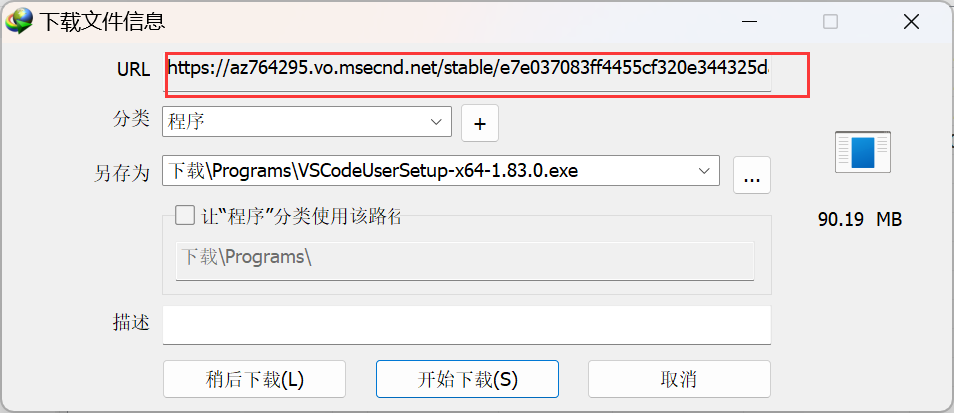 下载文件信息
URL https://az764295.vo.msecnd.net/stable/e7e037083ff4455cf320e344325d
分类 程序 +
另存为 下载\Programs\VSCodeUserSetup-x64-1.83.0.exe ...
让“程序”分类使用该路径
90.19 MB
下载\Programs\
描述
稍后下载(L) 开始下载(S) 取消